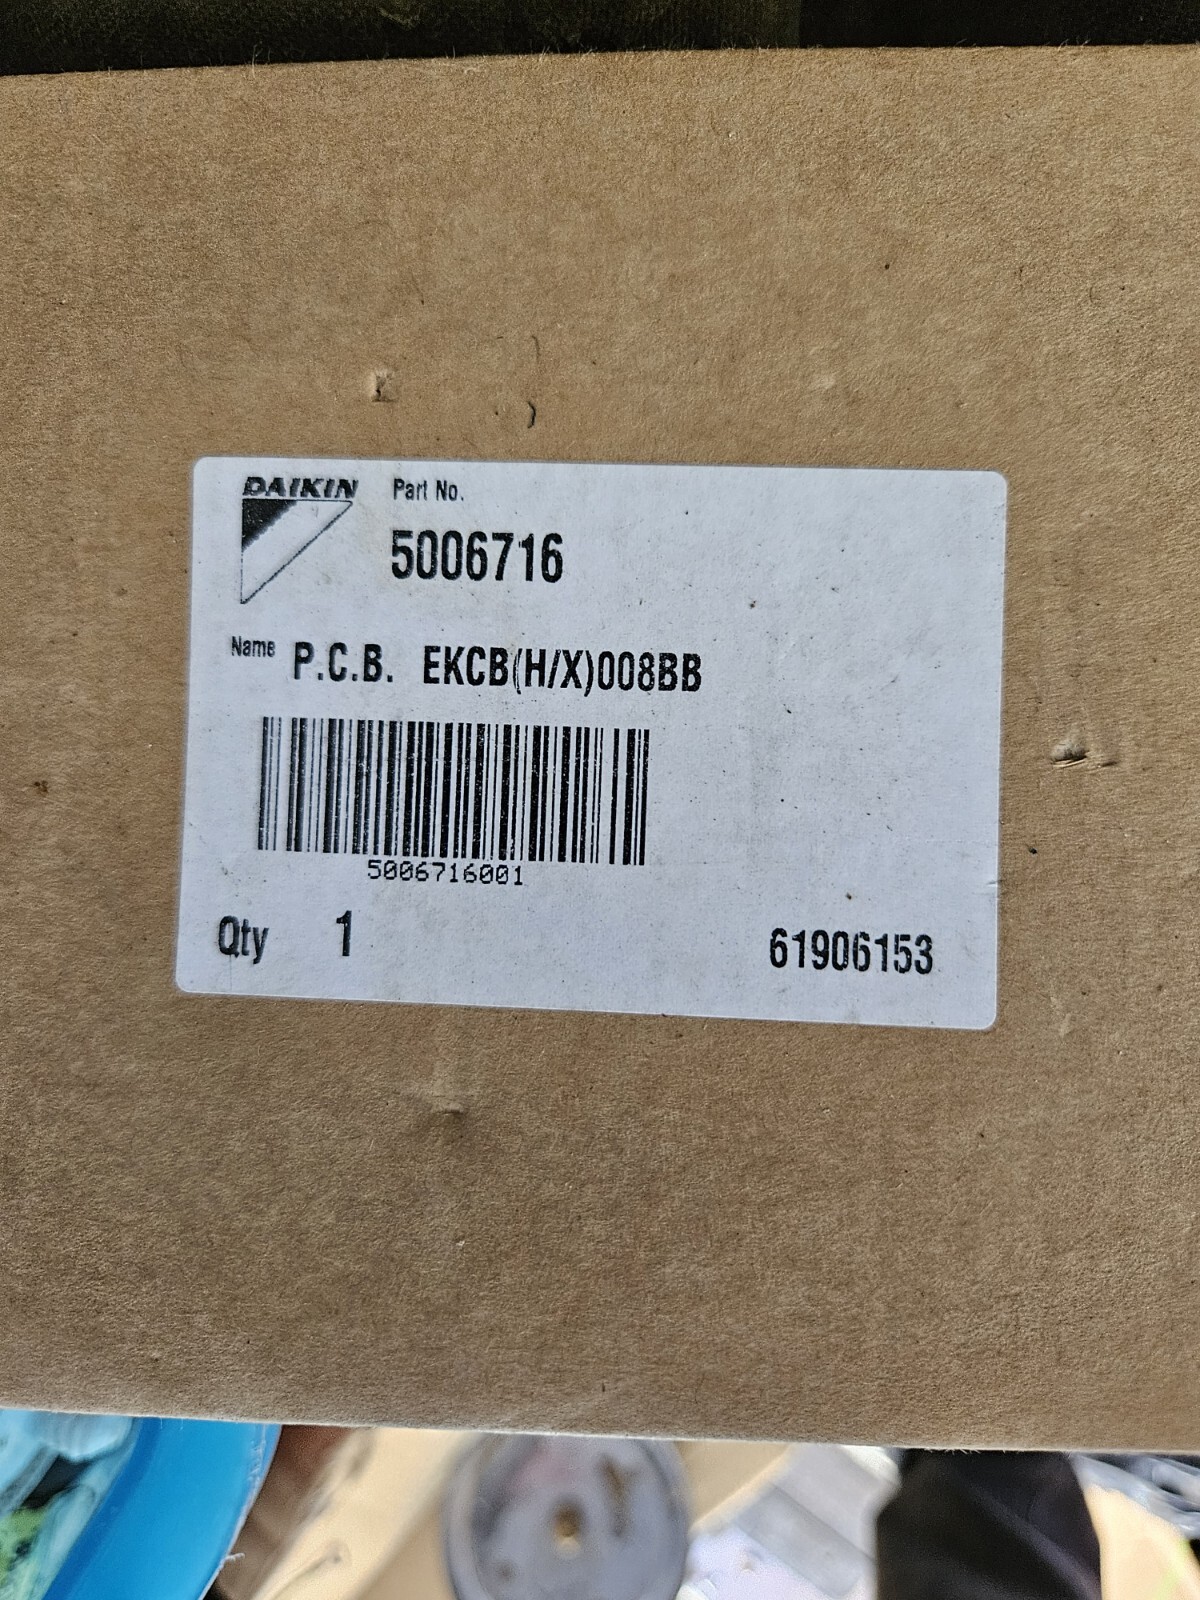 DAIKIN
Part No.
5006716
Name P.C.B. EKCB(H/X)008BB
5006716001
Qty 1
61906153